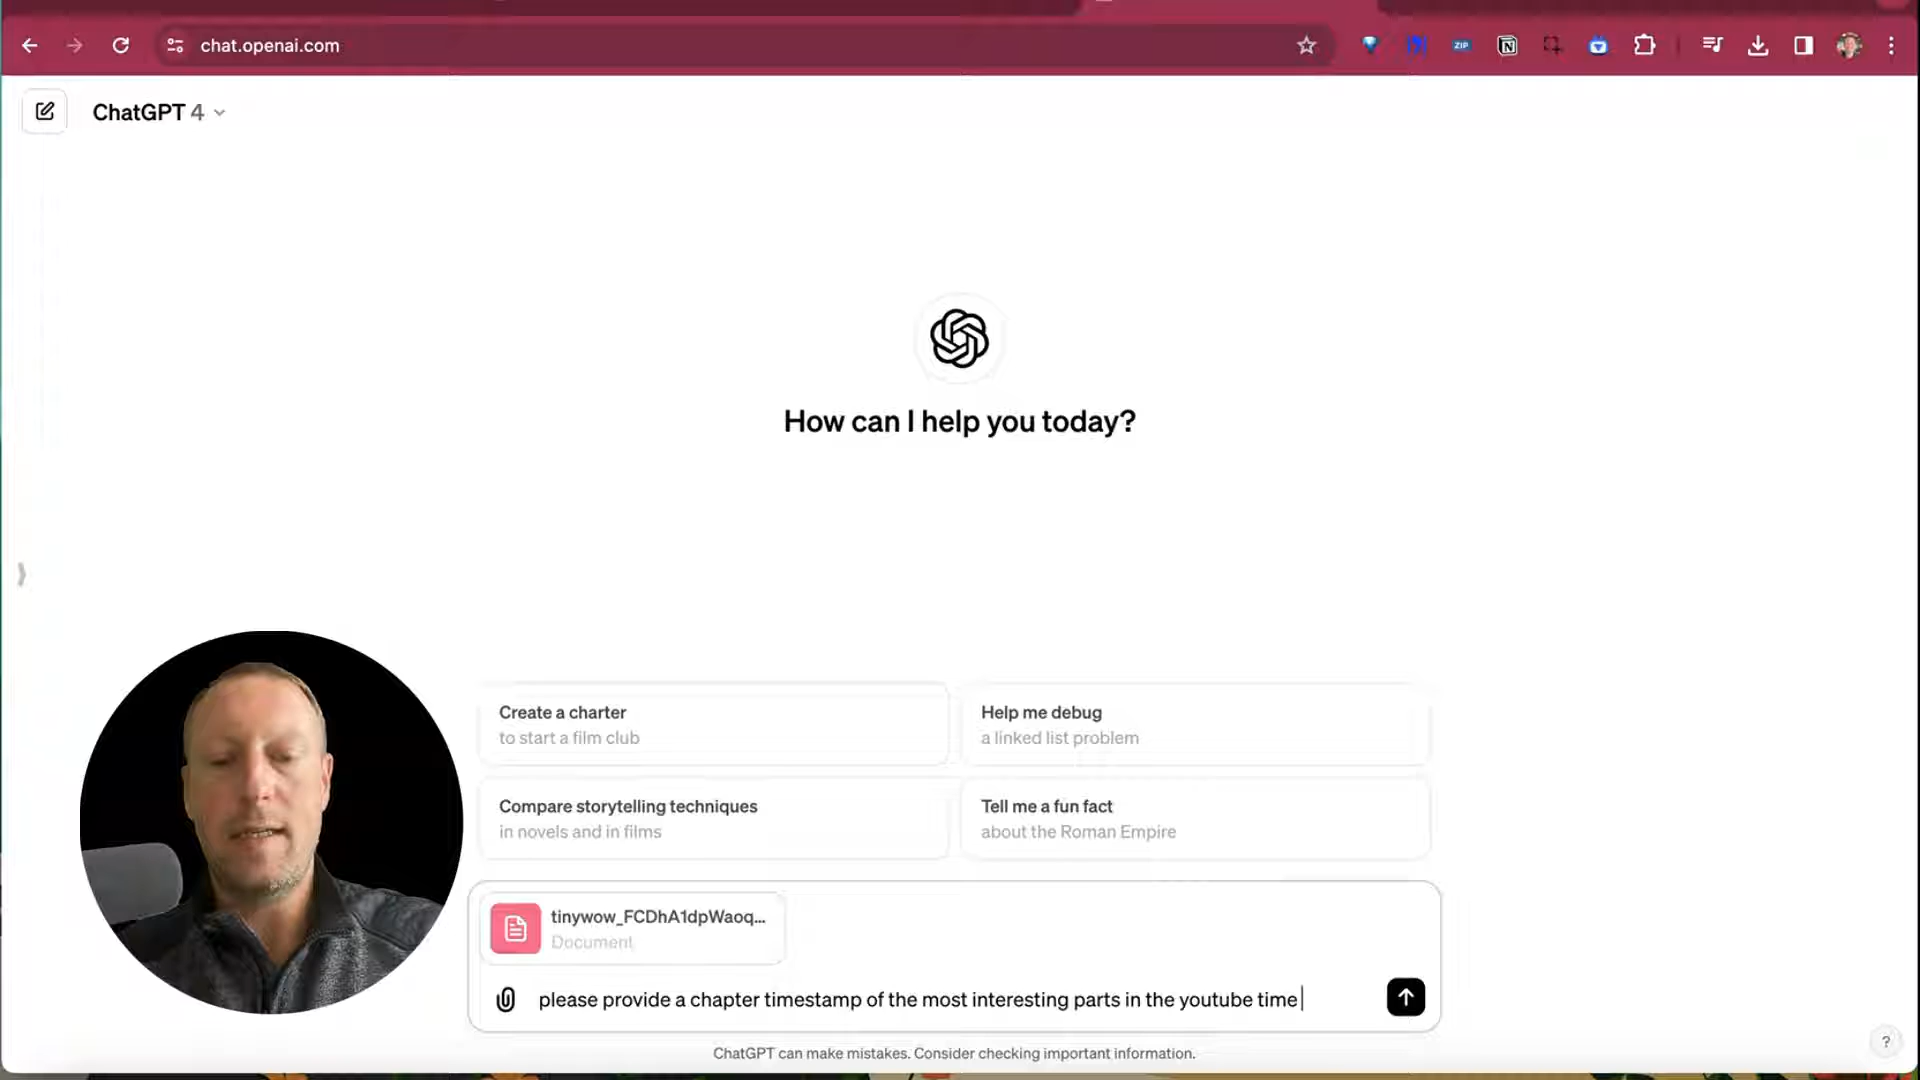 chat.openai.com
ZIP
N
ChatGPT 4
How can I help you today?
Create a charter
to start a film club
Help me debug
a linked list problem
Compare storytelling techniques
in novels and in films
Tell me a fun fact
about the Roman Empire
tinywow_FCDhA1dpWaoq...
Document
please provide a chapter timestamp of the most interesting parts in the youtube time
ChatGPT can make mistakes. Consider checking important information.
?